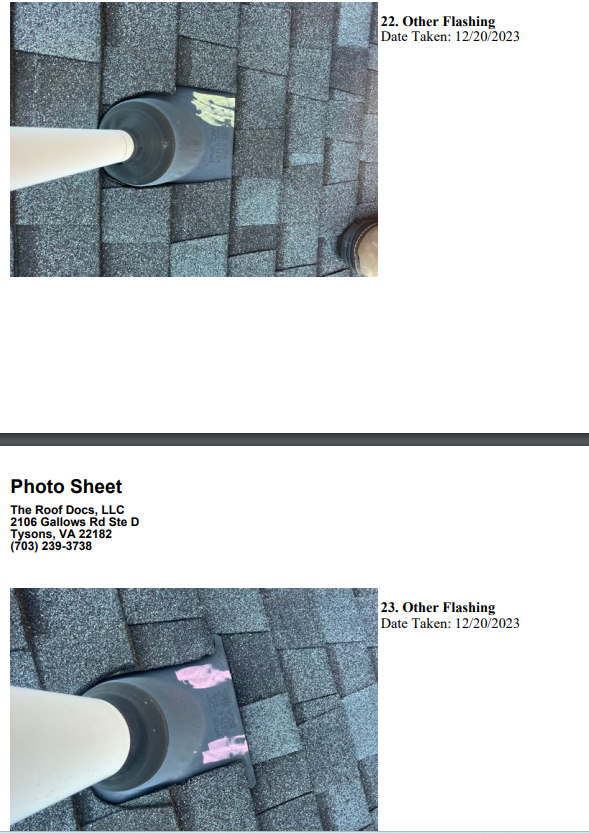 22. Other Flashing
Date Taken: 12/20/2023
Photo Sheet
The Roof Docs, LLC
2106 Gallows Rd Ste D
Tysons, VA 22182
(703) 239-3738
23. Other Flashing
Date Taken: 12/20/2023